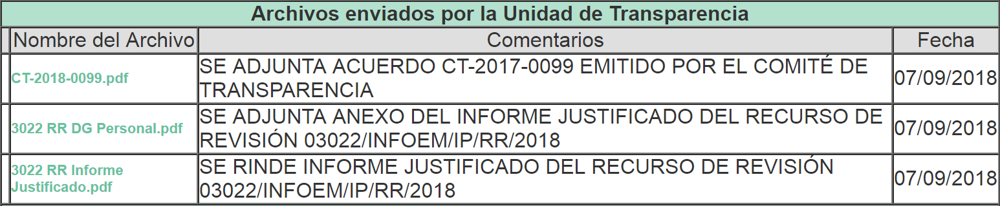 Archivos enviados por la Unidad de Transparencia
Nombre del Archivo Comentarios Fecha
CT-2018-0099.pdf SE ADJUNTA ACUERDO CT-2017-0099 EMITIDO POR EL COMITÉ DE TRANSPARENCIA 07/09/2018
3022 RR DG Personal.pdf SE ADJUNTA ANEXO DEL INFORME JUSTIFICADO DEL RECURSO DE REVISIÓN 03022/INFOEM/IP/RR/2018 07/09/2018
3022 RR Informe Justificado.pdf SE RINDE INFORME JUSTIFICADO DEL RECURSO DE REVISIÓN 03022/INFOEM/IP/RR/2018 07/09/2018